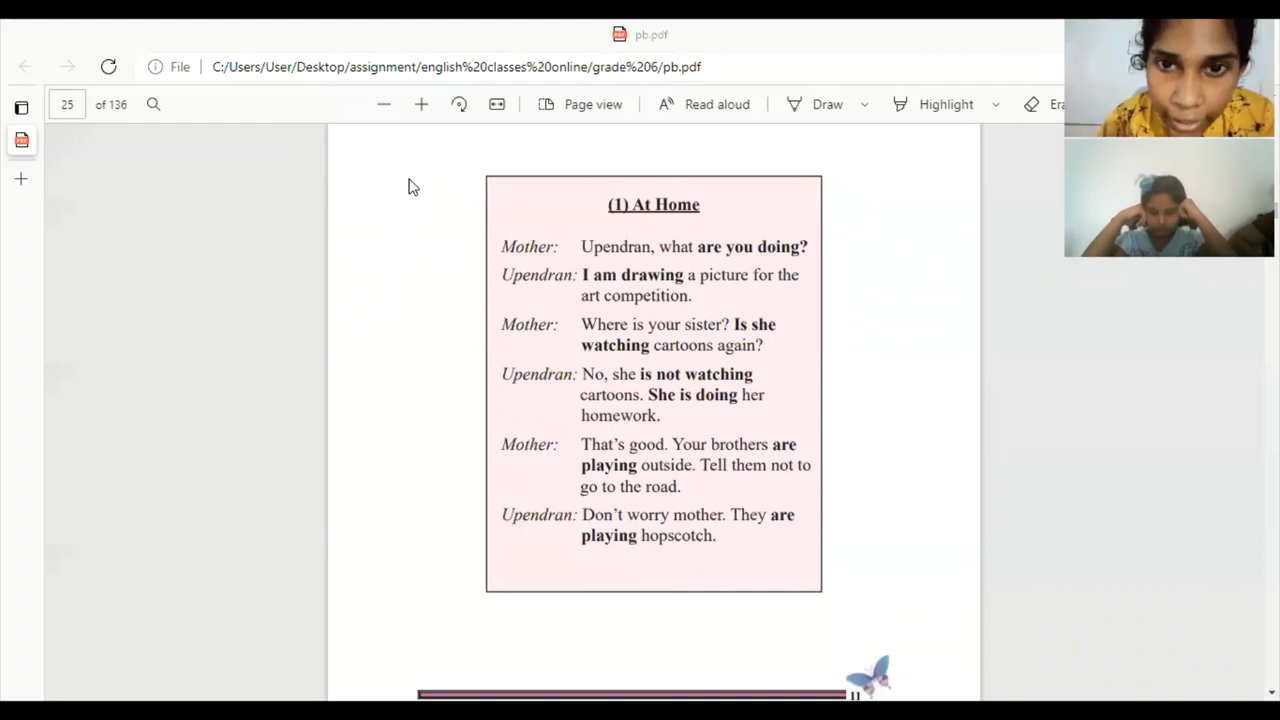 pb.pdf
File
C:/Users/User/Desktop/assignment/english%20classes%20online/grade%206/pb.pdf
25 of 136
Page view
Read aloud
Draw
Highlight
(1) At Home
Mother: Upendran, what are you doing?
Upendran: I am drawing a picture for the
art competition.
Mother: Where is your sister? Is she
watching cartoons again?
Upendran: No, she is not watching
cartoons. She is doing her
homework.
Mother: That's good. Your brothers are
playing outside. Tell them not to
go to the road.
Upendran: Don't worry mother. They are
playing hopscotch.
11